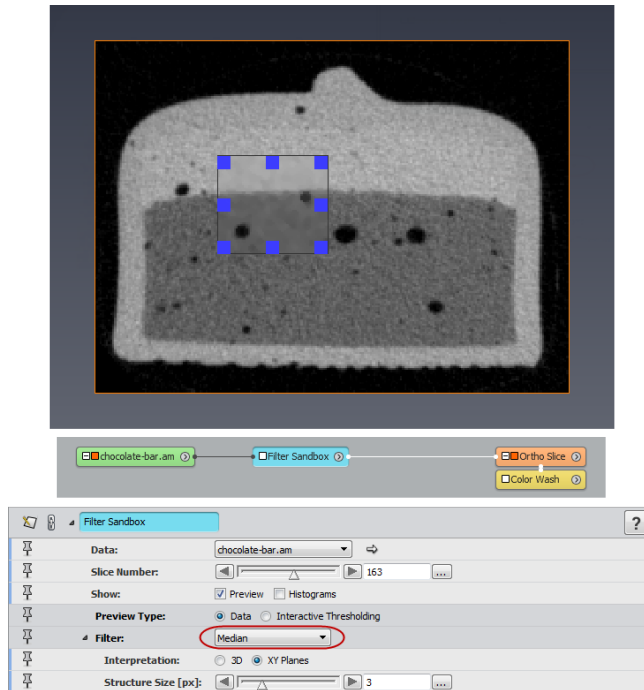 chocolate-bar.am
Filter Sandbox
Ortho Slice
Color Wash
Filter Sandbox
?
Data: chocolate-bar.am
Slice Number: 163 ...
Show: Preview Histograms
Preview Type: Data Interactive Thresholding
Filter: Median
Interpretation: 3D XY Planes
Structure Size [px]: 3 ...